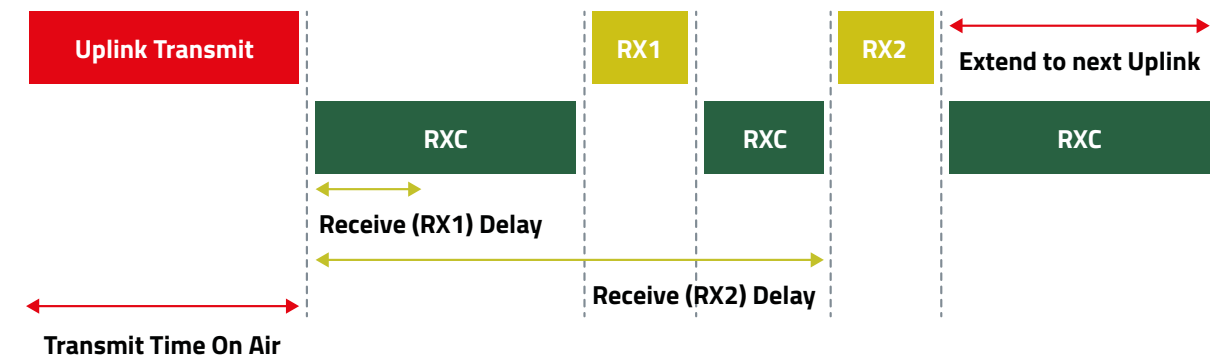 Uplink Transmit
RX1
RX2
Extend to next Uplink
RXC
RXC
RXC
Receive (RX1) Delay
Receive (RX2) Delay
Transmit Time On Air